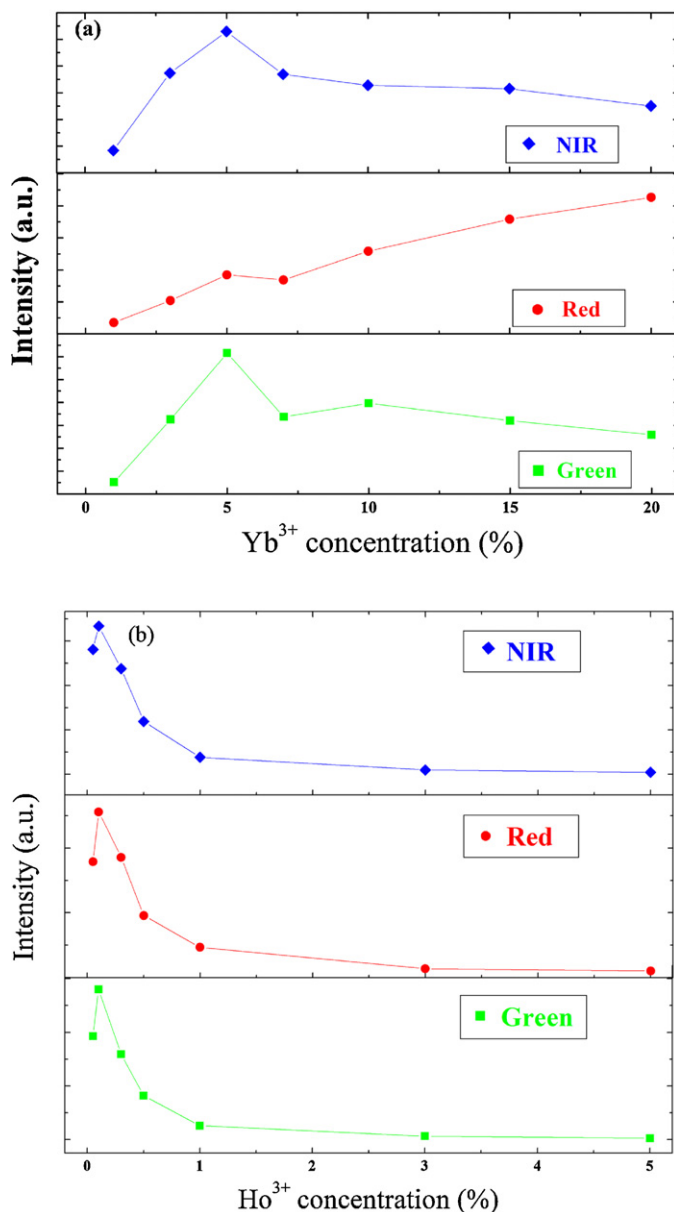 (a)
NIR
Red
Green
Intensity (a.u.)
0 5 10 15 20
Yb³⁺ concentration (%)
(b)
NIR
Red
Green
Intensity (a.u.)
0 1 2 3 4 5
Ho³⁺ concentration (%)